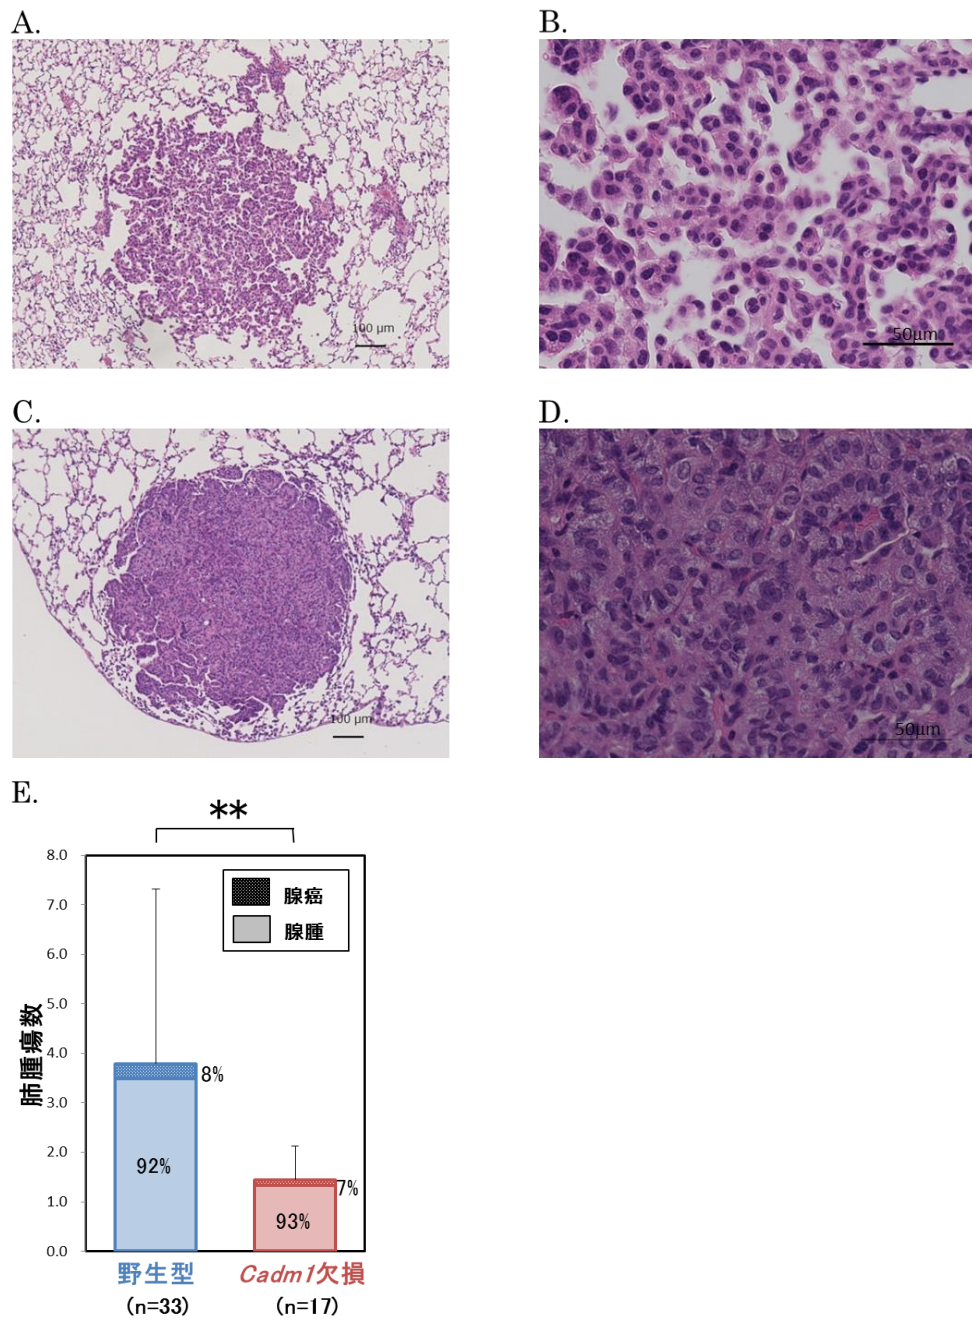 A.
B.
100 μm
50μm
C.
D.
100 μm
50μm
E.
**
8.0
7.0
6.0
5.0
4.0
3.0
2.0
1.0
0.0
肺腫瘍数
腺癌
腺腫
8%
92%
7%
93%
野生型
Cadm1欠損
(n=33)
(n=17)